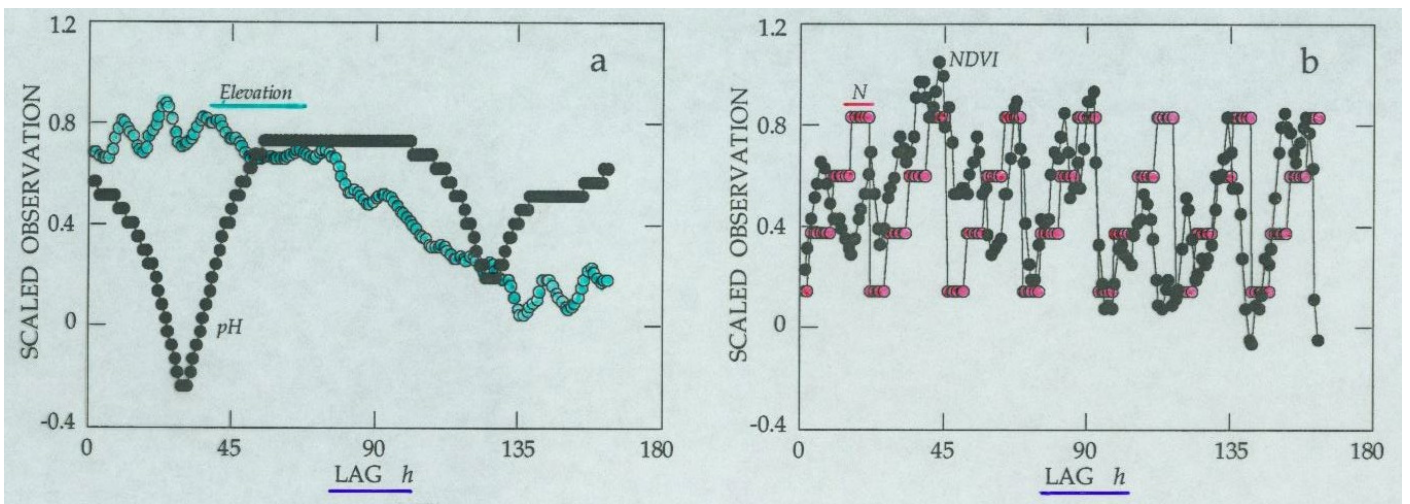 1.2
0.8
0.4
0
-0.4
SCALED OBSERVATION
a
Elevation
pH
0
45
90
135
180
LAG h
1.2
0.8
0.4
0
-0.4
SCALED OBSERVATION
b
N
NDVI
0
45
90
135
180
LAG h